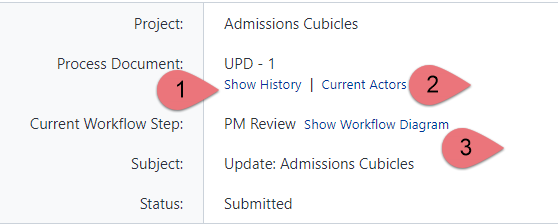 Project: Admissions Cubicles
Process Document: UPD - 1
1 Show History | Current Actors 2
Current Workflow Step: PM Review Show Workflow Diagram
3
Subject: Update: Admissions Cubicles
Status: Submitted